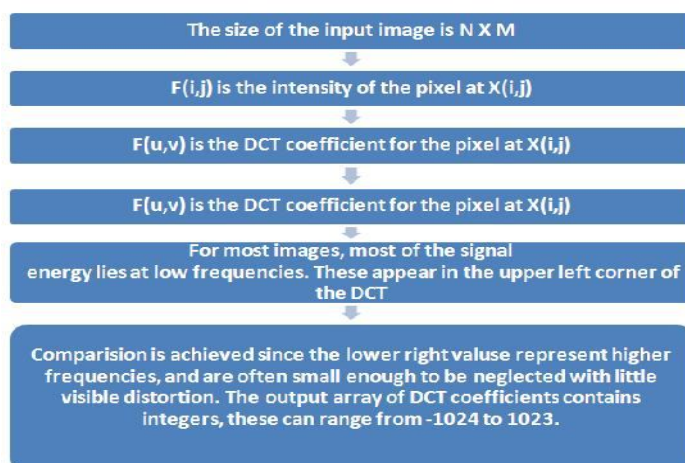 The size of the input image is N X M
F(i,j) is the intensity of the pixel at X(i,j)
F(u,v) is the DCT coefficient for the pixel at X(i,j)
F(u,v) is the DCT coefficient for the pixel at X(i,j)
For most images, most of the signal
energy lies at low frequencies. These appear in the upper left corner of
the DCT
Comparision is achieved since the lower right valuse represent higher
frequencies, and are often small enough to be neglected with little
visible distortion. The output array of DCT coefficients contains
integers, these can range from -1024 to 1023.